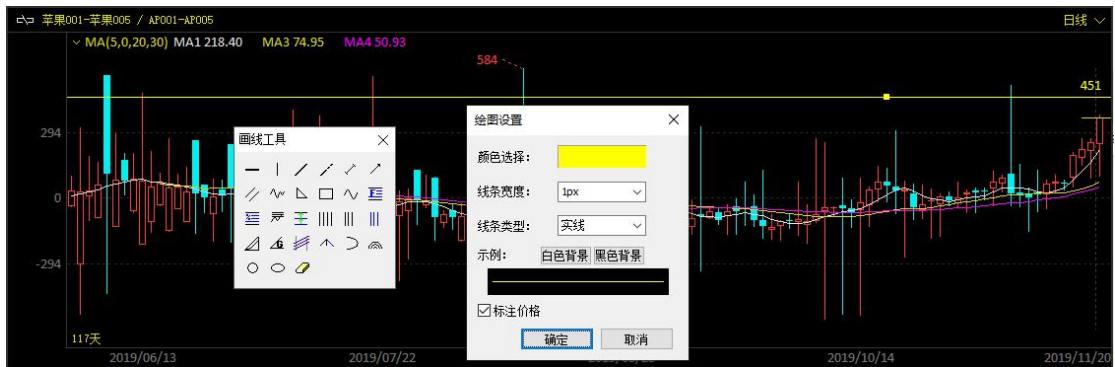 苹果001-苹果005 / AP001-AP005 日线
MA(5,0,20,30) MA1 218.40 MA3 74.95 MA4 50.93
584
451
294
0
-294
117天
2019/06/13 2019/07/22 2019/10/14 2019/11/20
画线工具
绘图设置
颜色选择:
线条宽度: 1px
线条类型: 实线
示例: 白色背景 黑色背景
标注价格
确定 取消